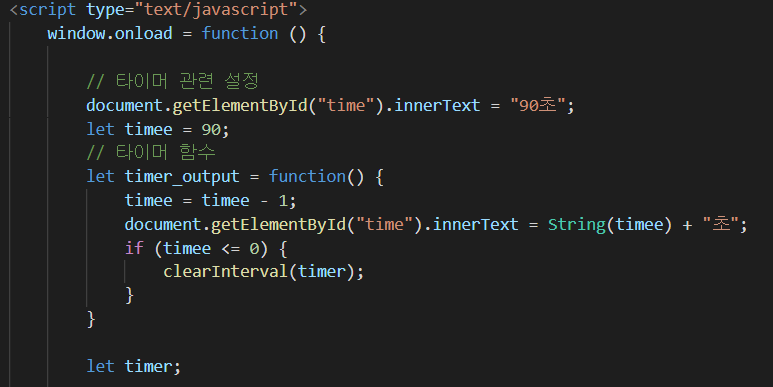 <script type="text/javascript">
window.onload = function () {
// 타이머 관련 설정
document.getElementById("time").innerText = "90초";
let timee = 90;
// 타이머 함수
let timer_output = function() {
timee = timee - 1;
document.getElementById("time").innerText = String(timee) + "초";
if (timee <= 0) {
clearInterval(timer);
}
}
let timer;